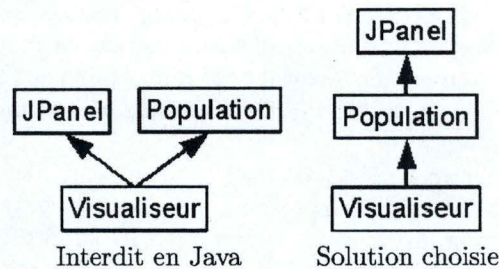 JPanel
Population
Visualiseur
Interdit en Java
JPanel
Population
Visualiseur
Solution choisie